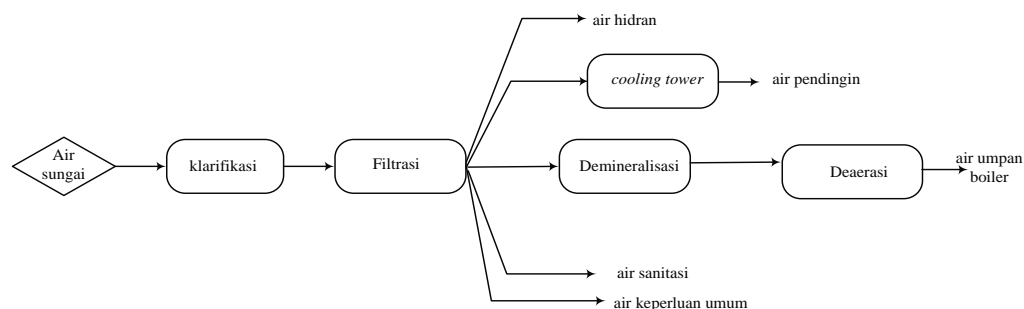 air hidran
cooling tower
air pendingin
Air
sungai
klarifikasi
Filtrasi
Demineralisasi
Deaerasi
air umpan
boiler
air sanitasi
air keperluan umum